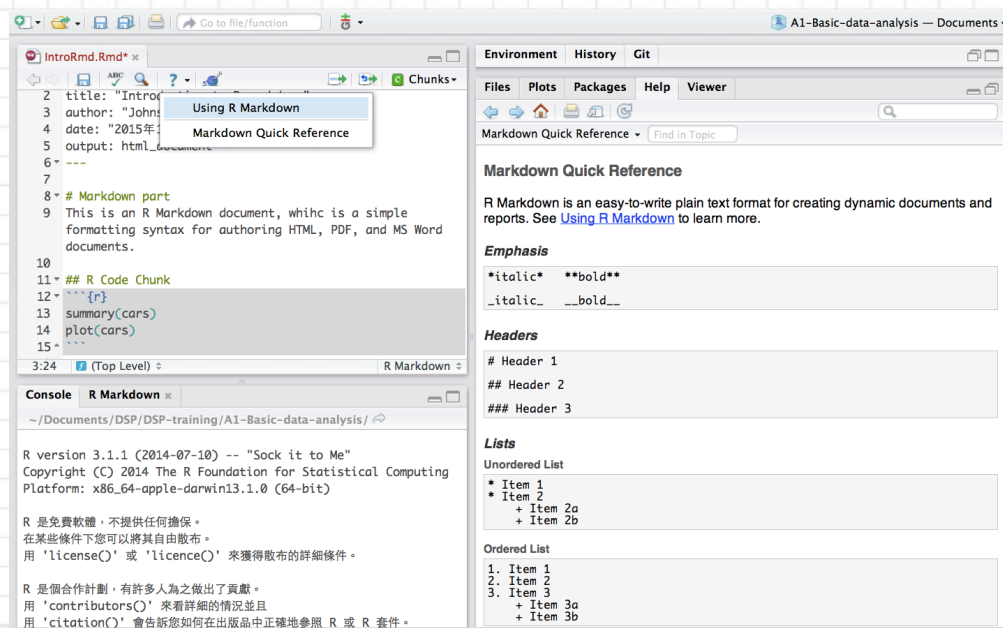 Go to file/function
A1-Basic-data-analysis — Documents
IntroRmd.Rmd*
ABC
?
C Chunks
Using R Markdown
Markdown Quick Reference
2 title:
3 author: "Johns
4 date: "2015年
5 output: html_document
6 ---
7
8 # Markdown part
9 This is an R Markdown document, whihc is a simple
formatting syntax for authoring HTML, PDF, and MS Word
documents.
10
11 ## R Code Chunk
12 ```{r}
13 summary(cars)
14 plot(cars)
15 ```
3:24 (Top Level) R Markdown
Console R Markdown
~/Documents/DSP/DSP-training/A1-Basic-data-analysis/
R version 3.1.1 (2014-07-10) -- "Sock it to Me"
Copyright (C) 2014 The R Foundation for Statistical Computing
Platform: x86_64-apple-darwin13.1.0 (64-bit)
R 是免費軟體，不提供任何擔保。
在某些條件下您可以將其自由散布。
用 'license()' 或 'licence()' 來獲得散布的詳細條件。
R 是個合作計劃，有許多人為之做出了貢獻。
用 'contributors()' 來看詳細的情況並且
用 'citation()' 會告訴您如何在出版品中正確地參照 R 或 R 套件。
Environment History Git
Files Plots Packages Help Viewer
Markdown Quick Reference Find in Topic
Markdown Quick Reference
R Markdown is an easy-to-write plain text format for creating dynamic documents and
reports. See Using R Markdown to learn more.
Emphasis
*italic* **bold**
_italic_ __bold__
Headers
# Header 1
## Header 2
### Header 3
Lists
Unordered List
* Item 1
* Item 2
+ Item 2a
+ Item 2b
Ordered List
1. Item 1
2. Item 2
3. Item 3
+ Item 3a
+ Item 3b